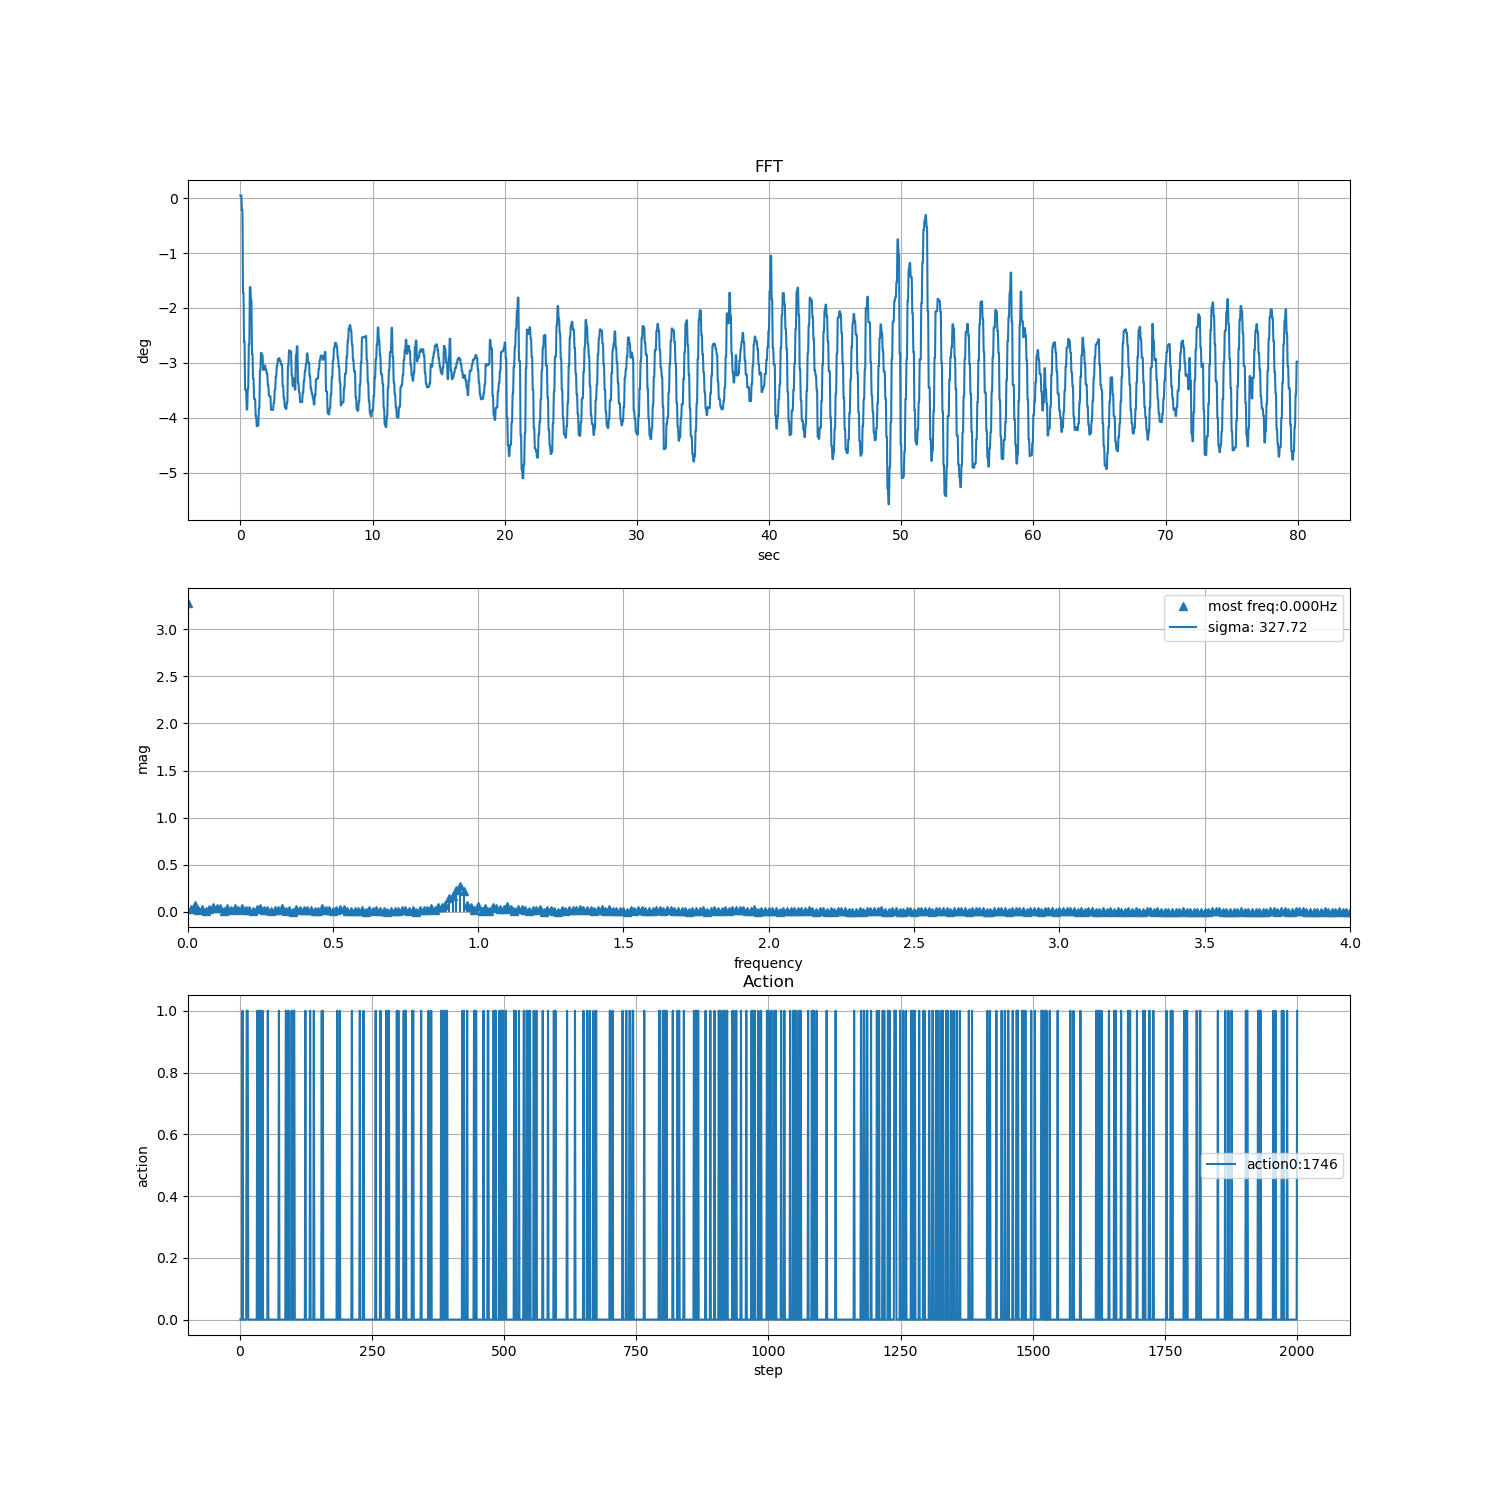 FFT
0
−1
−2
−3
−4
−5
deg
0 10 20 30 40 50 60 70 80
sec
most freq:0.000Hz
sigma: 327.72
3.0
2.5
2.0
1.5
1.0
0.5
0.0
mag
0.0 0.5 1.0 1.5 2.0 2.5 3.0 3.5 4.0
frequency
Action
1.0
0.8
0.6
0.4
0.2
0.0
action
action0:1746
0 250 500 750 1000 1250 1500 1750 2000
step